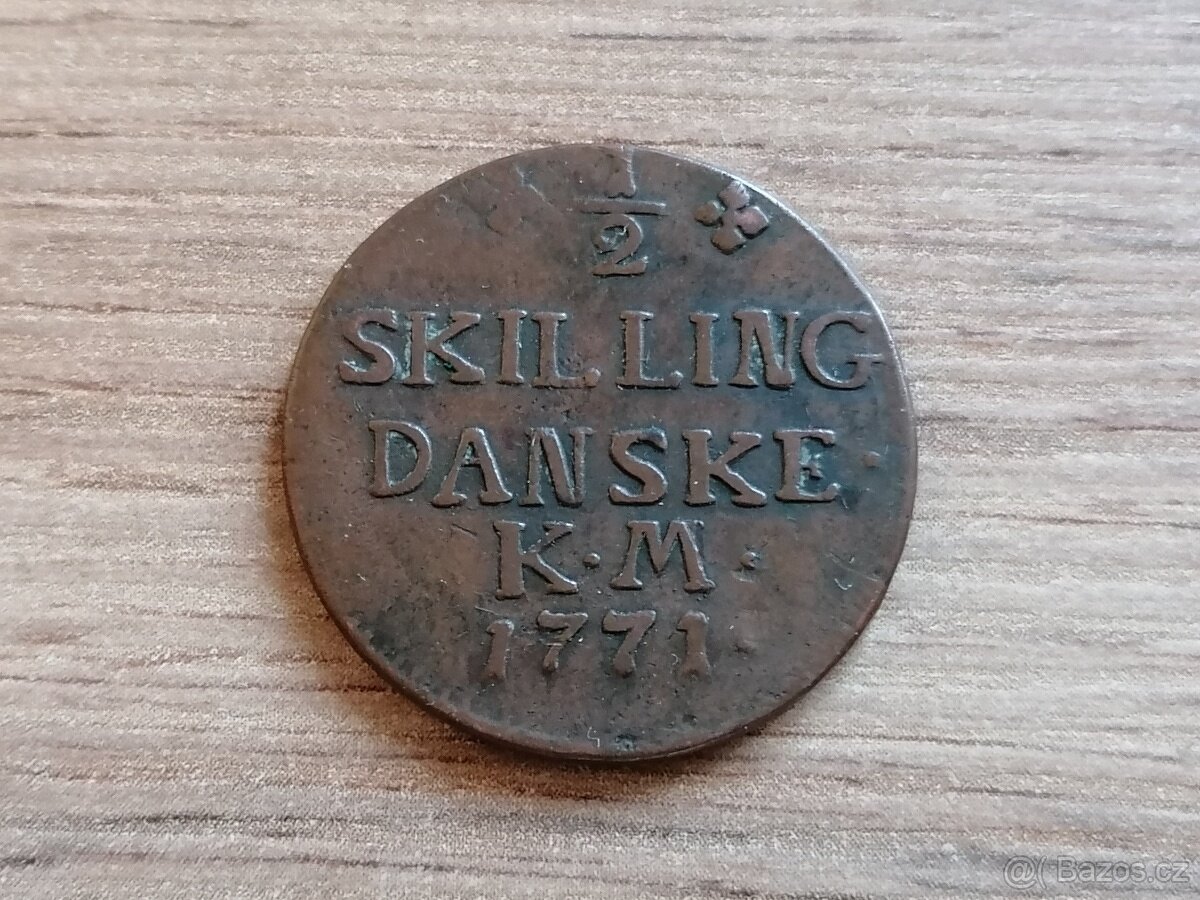 1/2
SKILLING
DANSKE
K·M·
1771
@( Bazos.cz